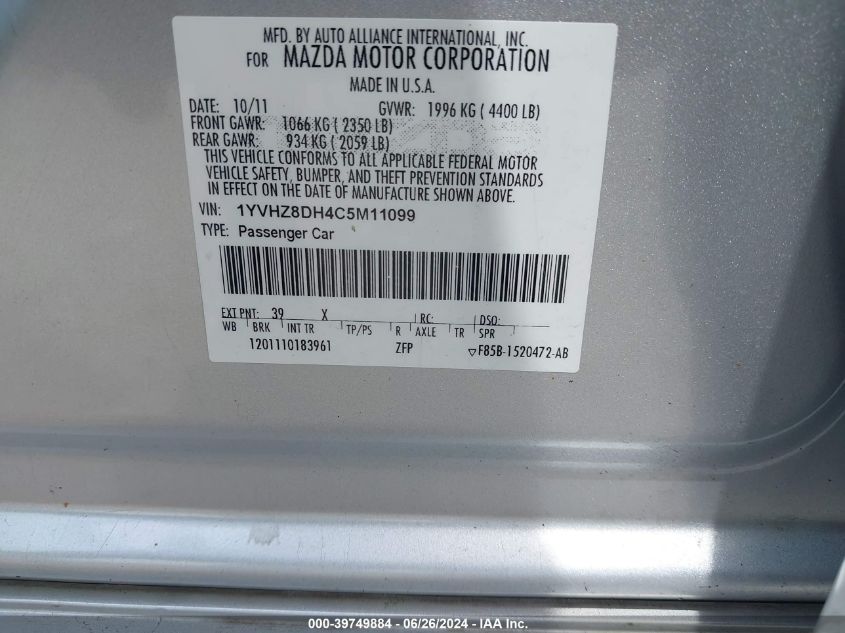 MFD. BY AUTO ALLIANCE INTERNATIONAL, INC.
FOR MAZDA MOTOR CORPORATION
MADE IN U.S.A.
DATE: 10/11 GVWR: 1996 KG ( 4400 LB)
FRONT GAWR: 1066 KG ( 2350 LB)
REAR GAWR: 934 KG ( 2059 LB)
THIS VEHICLE CONFORMS TO ALL APPLICABLE FEDERAL MOTOR
VEHICLE SAFETY, BUMPER, AND THEFT PREVENTION STANDARDS
IN EFFECT ON THE DATE OF MANUFACTURE SHOWN ABOVE.
VIN: 1YVHZ8DH4C5M11099
TYPE: Passenger Car
EXT PNT: 39 X RC: DSO:
WB BRK INT TR TP/PS R AXLE TR SPR
1201110183961 ZFP ▽F85B-1520472-AB
000-39749884 - 06/26/2024 - IAA Inc.